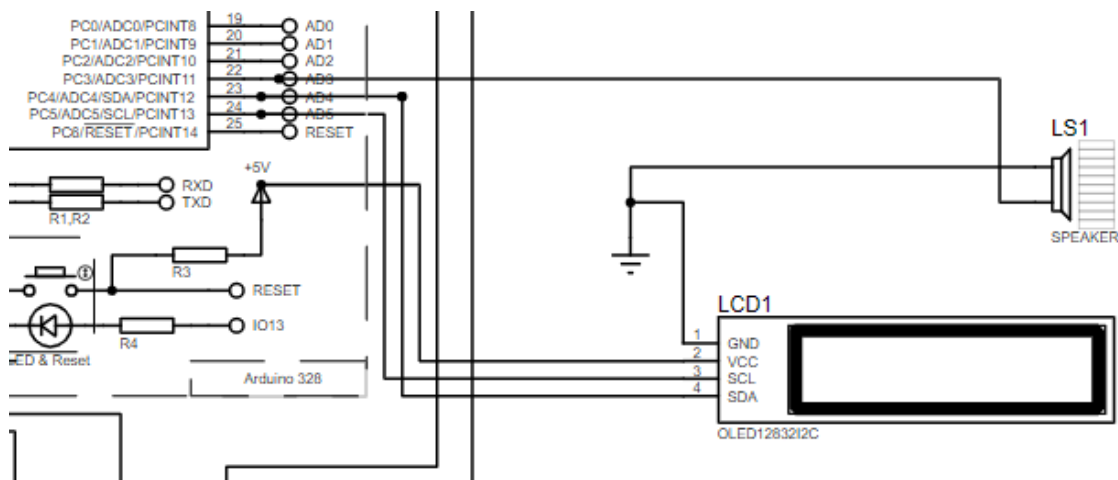 PC0/ADC0/PCINT8 19 AD0
PC1/ADC1/PCINT9 20 AD1
PC2/ADC2/PCINT10 21 AD2
PC3/ADC3/PCINT11 22 AD3
PC4/ADC4/SDA/PCINT12 23 AD4
PC5/ADC5/SCL/PCINT13 24 AD5
PC6/RESET/PCINT14 25 RESET
LS1
+5V
RXD
TXD
R1,R2
SPEAKER
R3
RESET
LCD1
IO13
R4
1 GND
ED & Reset
2 VCC
Arduino 328
3 SCL
4 SDA
OLED12832I2C